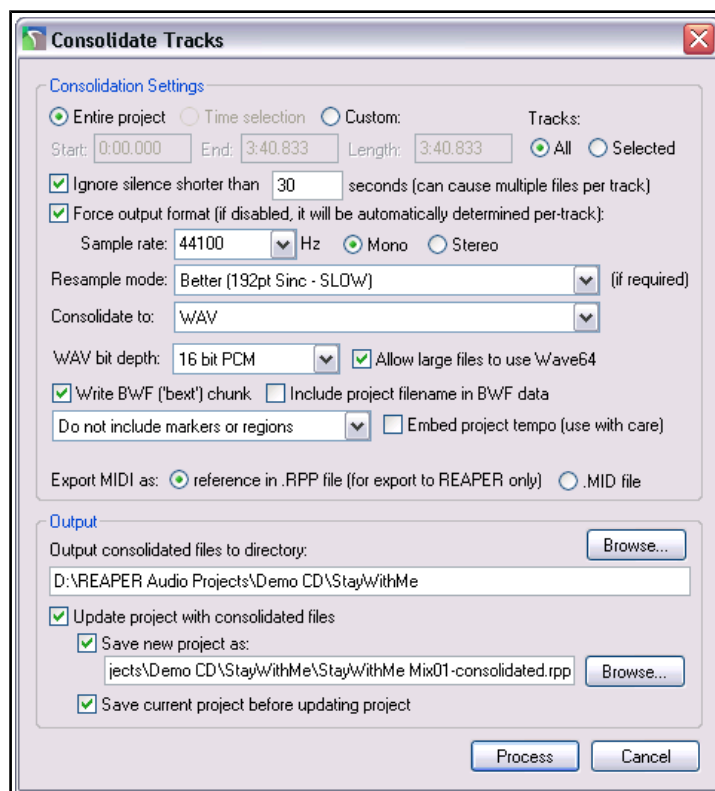 Consolidate Tracks
Consolidation Settings
Entire project Time selection Custom: Tracks:
Start: 0:00.000 End: 3:40.833 Length: 3:40.833 All Selected
Ignore silence shorter than 30 seconds (can cause multiple files per track)
Force output format (if disabled, it will be automatically determined per-track):
Sample rate: 44100 Hz Mono Stereo
Resample mode: Better (192pt Sinc - SLOW) (if required)
Consolidate to: WAV
WAV bit depth: 16 bit PCM Allow large files to use Wave64
Write BWF ('bext') chunk Include project filename in BWF data
Do not include markers or regions Embed project tempo (use with care)
Export MIDI as: reference in .RPP file (for export to REAPER only) .MID file
Output
Output consolidated files to directory: Browse...
D:\REAPER Audio Projects\Demo CD\StayWithMe
Update project with consolidated files
Save new project as:
jects\Demo CD\StayWithMe\StayWithMe Mix01-consolidated.rpp Browse...
Save current project before updating project
Process Cancel